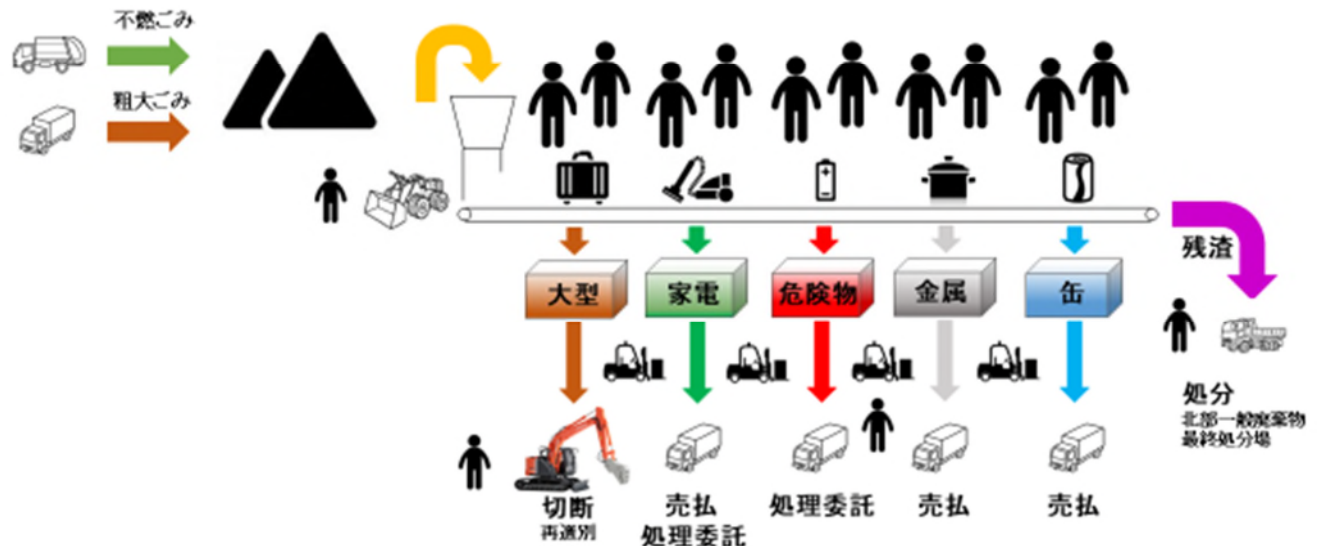 不燃ごみ
粗大ごみ
大型
家電
危険物
金属
缶
残渣
切断
再選別
売払
処理委託
処理委託
売払
売払
処分
北部一般廃棄物
最終処分場